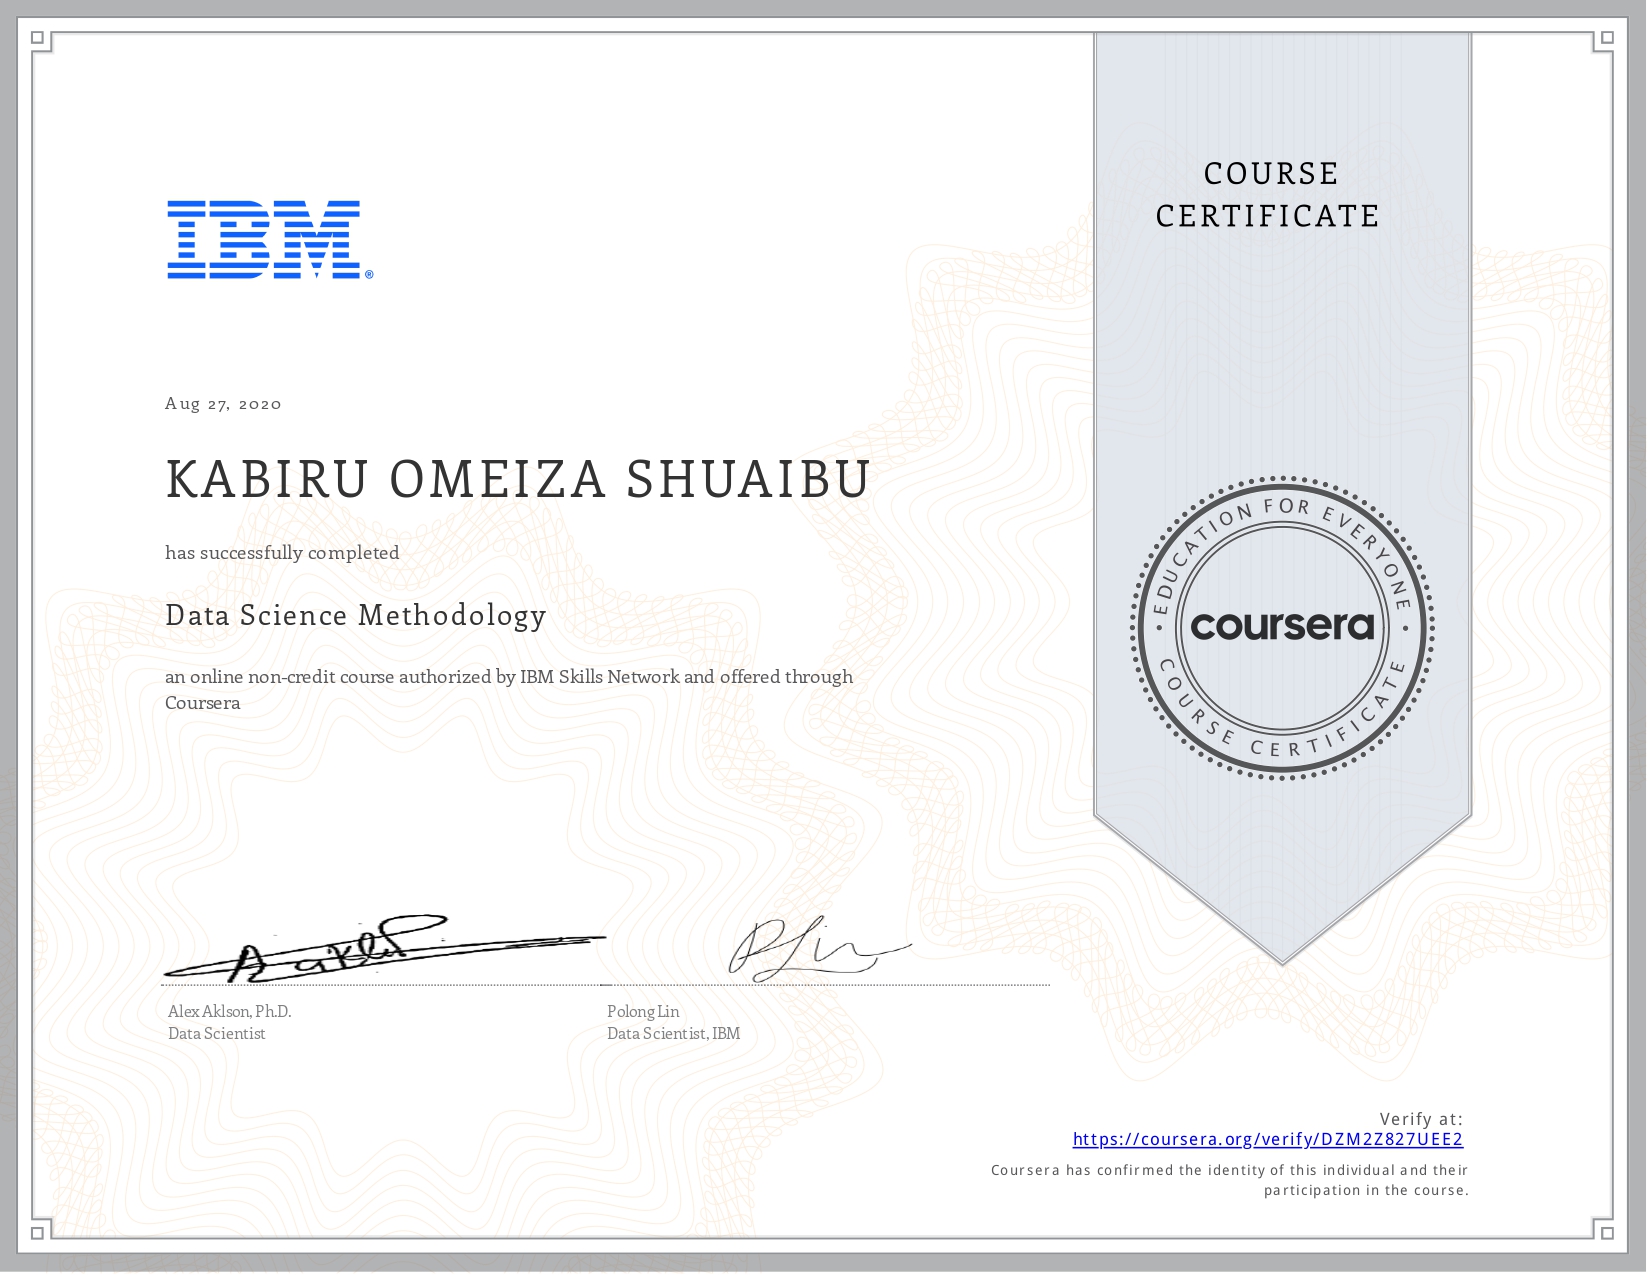 COURSE
CERTIFICATE
IBM®
Aug 27, 2020
KABIRU OMEIZA SHUAIBU
has successfully completed
Data Science Methodology
an online non-credit course authorized by IBM Skills Network and offered through
Coursera
EDUCATION FOR EVERYONE
coursera
COURSE CERTIFICATE
Alex Aklson, Ph.D.
Data Scientist
Polong Lin
Data Scientist, IBM
Verify at:
https://coursera.org/verify/DZM2Z827UEE2
Coursera has confirmed the identity of this individual and their
participation in the course.